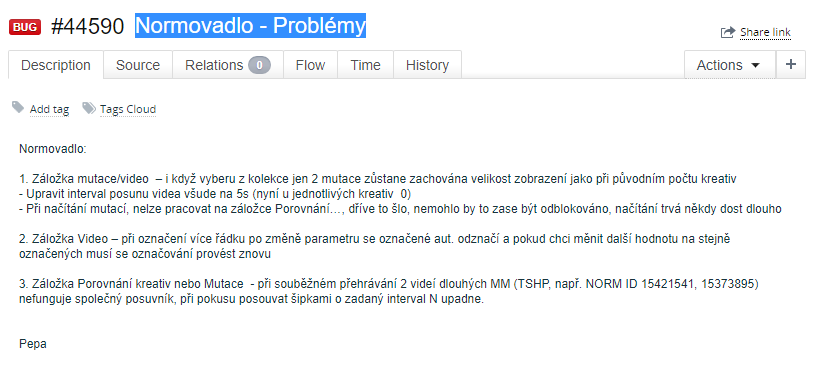 BUG #44590 Normovadlo - Problémy
Share link
Description Source Relations 0 Flow Time History Actions +
Add tag Tags Cloud
Normovadlo:
1. Záložka mutace/video – i když vyberu z kolekce jen 2 mutace zůstane zachována velikost zobrazení jako při původním počtu kreativ
- Upravit interval posunu videa všude na 5s (nyní u jednotlivých kreativ 0)
- Při načítání mutací, nelze pracovat na záložce Porovnání…, dříve to šlo, nemohlo by to zase být odblokováno, načítání trvá někdy dost dlouho
2. Záložka Video – při označení více řádku po změně parametru se označené aut. odznačí a pokud chci měnit další hodnotu na stejně
označených musí se označování provést znovu
3. Záložka Porovnání kreativ nebo Mutace - při souběžném přehrávání 2 videí dlouhých MM (TSHP, např. NORM ID 15421541, 15373895)
nefunguje společný posuvník, při pokusu posouvat šipkami o zadaný interval N upadne.
Pepa